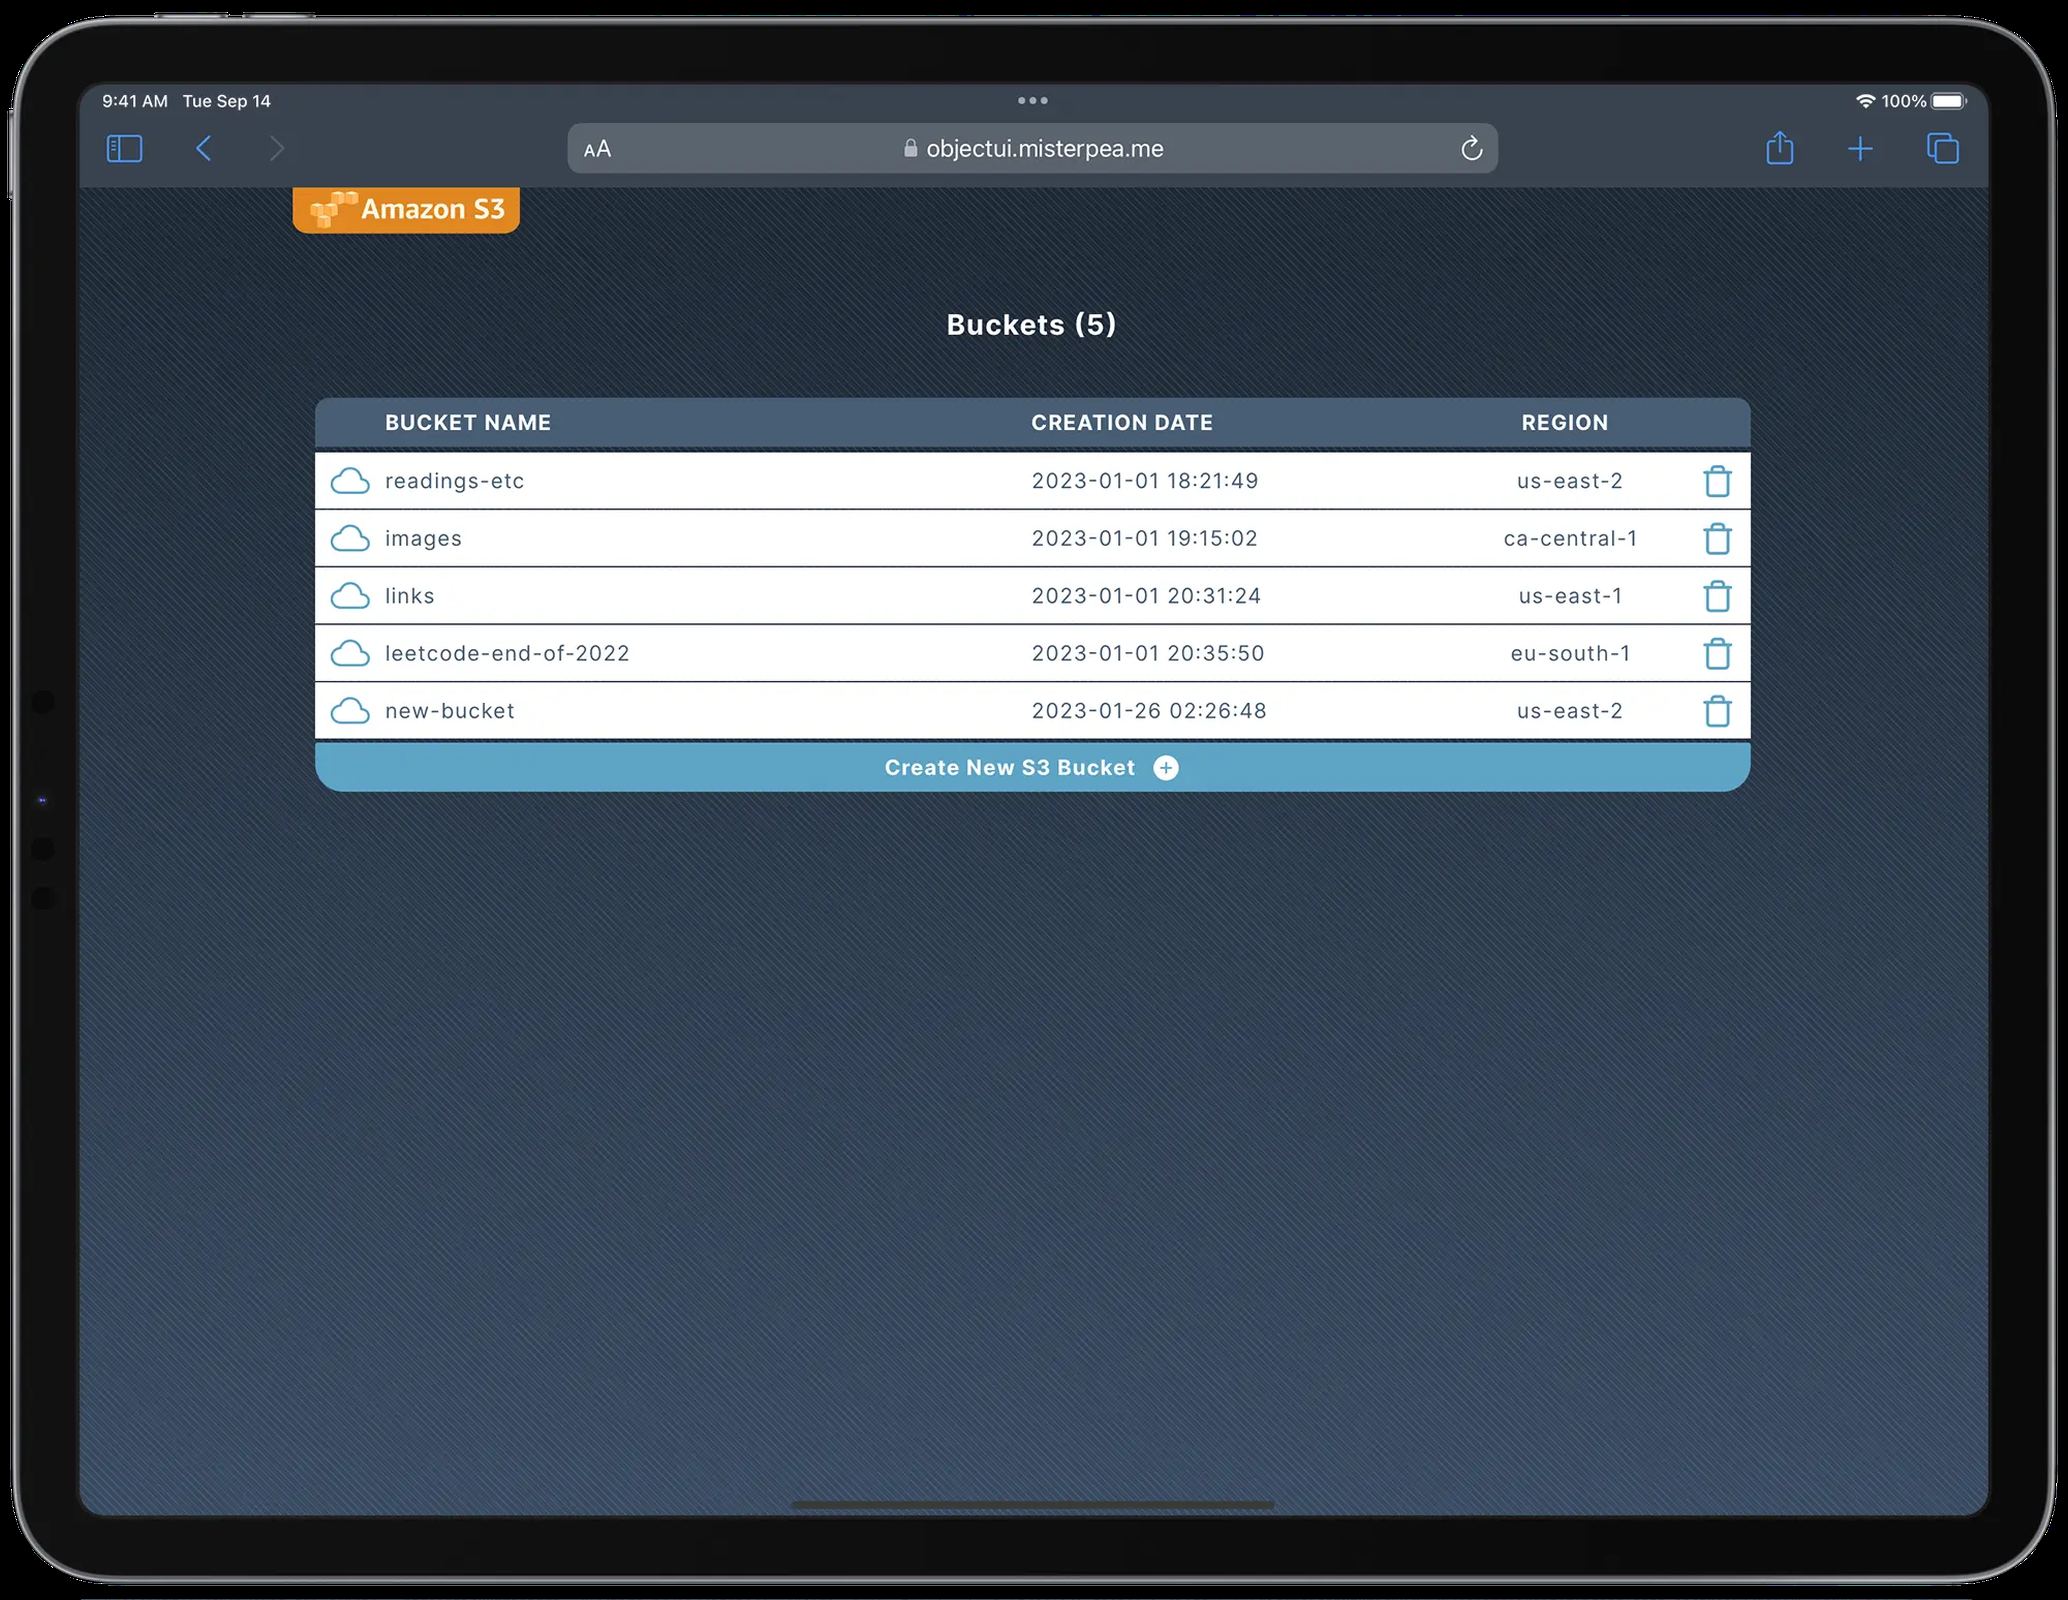 9:41 AM Tue Sep 14 100%
AA objectui.misterpea.me
Amazon S3
Buckets (5)
BUCKET NAME CREATION DATE REGION
readings-etc 2023-01-01 18:21:49 us-east-2
images 2023-01-01 19:15:02 ca-central-1
links 2023-01-01 20:31:24 us-east-1
leetcode-end-of-2022 2023-01-01 20:35:50 eu-south-1
new-bucket 2023-01-26 02:26:48 us-east-2
Create New S3 Bucket